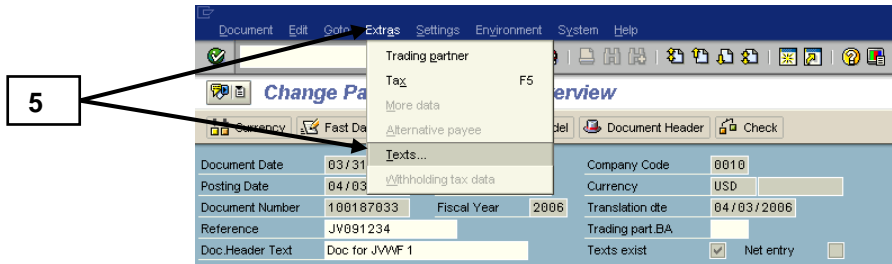 Document Edit Goto Extras Settings Environment System Help
Trading partner
Tax F5
More data
Alternative payee
Texts...
Withholding tax data
5
Chang Pa erview
Currency Fast Da del Document Header Check
Document Date 03/31 Company Code 0010
Posting Date 04/03 Currency USD
Document Number 100187033 Fiscal Year 2006 Translation dte 04/03/2006
Reference JV091234 Trading part.BA
Doc.Header Text Doc for JVWF 1 Texts exist Net entry